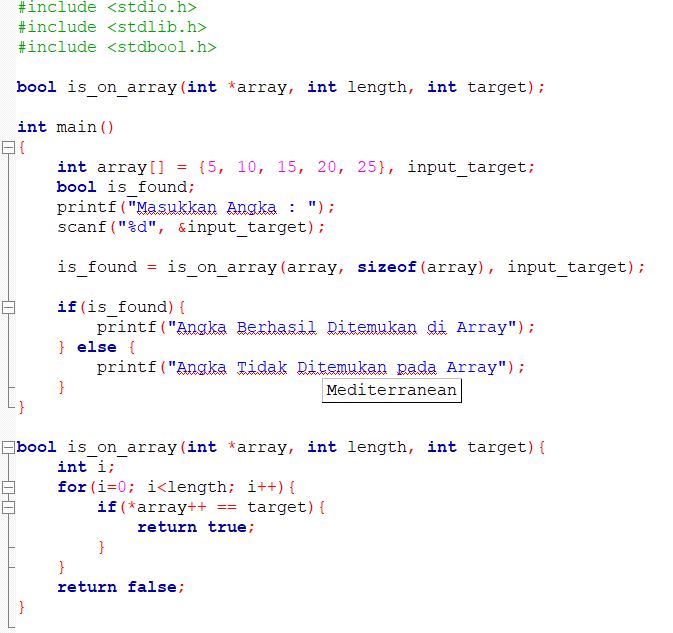 #include <stdio.h>
#include <stdlib.h>
#include <stdbool.h>
bool is_on_array(int *array, int length, int target);
int main()
{
int array[] = {5, 10, 15, 20, 25}, input_target;
bool is_found;
printf("Masukkan Angka : ");
scanf("%d", &input_target);
is_found = is_on_array(array, sizeof(array), input_target);
if(is_found){
printf("Angka Berhasil Ditemukan di Array");
} else {
printf("Angka Tidak Ditemukan pada Array");
}
Mediterranean
}
bool is_on_array(int *array, int length, int target){
int i;
for(i=0; i<length; i++){
if(*array++ == target){
return true;
}
}
return false;
}